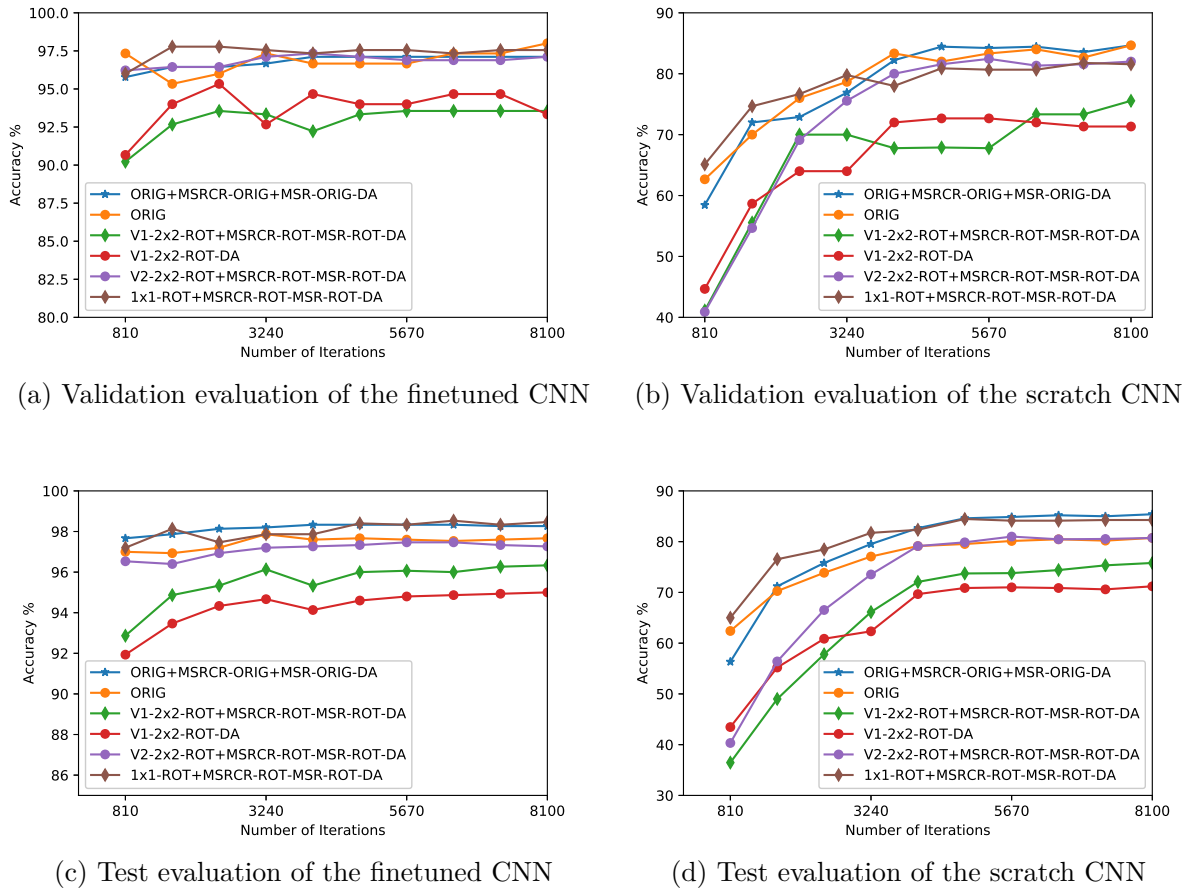 100.0
97.5
95.0
92.5
90.0
87.5
85.0
82.5
80.0
Accuracy %
ORIG+MSRCR-ORIG+MSR-ORIG-DA
ORIG
V1-2x2-ROT+MSRCR-ROT-MSR-ROT-DA
V1-2x2-ROT-DA
V2-2x2-ROT+MSRCR-ROT-MSR-ROT-DA
1x1-ROT+MSRCR-ROT-MSR-ROT-DA
810 3240 5670 8100
Number of Iterations
(a) Validation evaluation of the finetuned CNN
90
80
70
60
50
40
Accuracy %
ORIG+MSRCR-ORIG+MSR-ORIG-DA
ORIG
V1-2x2-ROT+MSRCR-ROT-MSR-ROT-DA
V1-2x2-ROT-DA
V2-2x2-ROT+MSRCR-ROT-MSR-ROT-DA
1x1-ROT+MSRCR-ROT-MSR-ROT-DA
810 3240 5670 8100
Number of Iterations
(b) Validation evaluation of the scratch CNN
100
98
96
94
92
90
88
86
Accuracy %
ORIG+MSRCR-ORIG+MSR-ORIG-DA
ORIG
V1-2x2-ROT+MSRCR-ROT-MSR-ROT-DA
V1-2x2-ROT-DA
V2-2x2-ROT+MSRCR-ROT-MSR-ROT-DA
1x1-ROT+MSRCR-ROT-MSR-ROT-DA
810 3240 5670 8100
Number of Iterations
(c) Test evaluation of the finetuned CNN
90
80
70
60
50
40
30
Accuracy %
ORIG+MSRCR-ORIG+MSR-ORIG-DA
ORIG
V1-2x2-ROT+MSRCR-ROT-MSR-ROT-DA
V1-2x2-ROT-DA
V2-2x2-ROT+MSRCR-ROT-MSR-ROT-DA
1x1-ROT+MSRCR-ROT-MSR-ROT-DA
810 3240 5670 8100
Number of Iterations
(d) Test evaluation of the scratch CNN